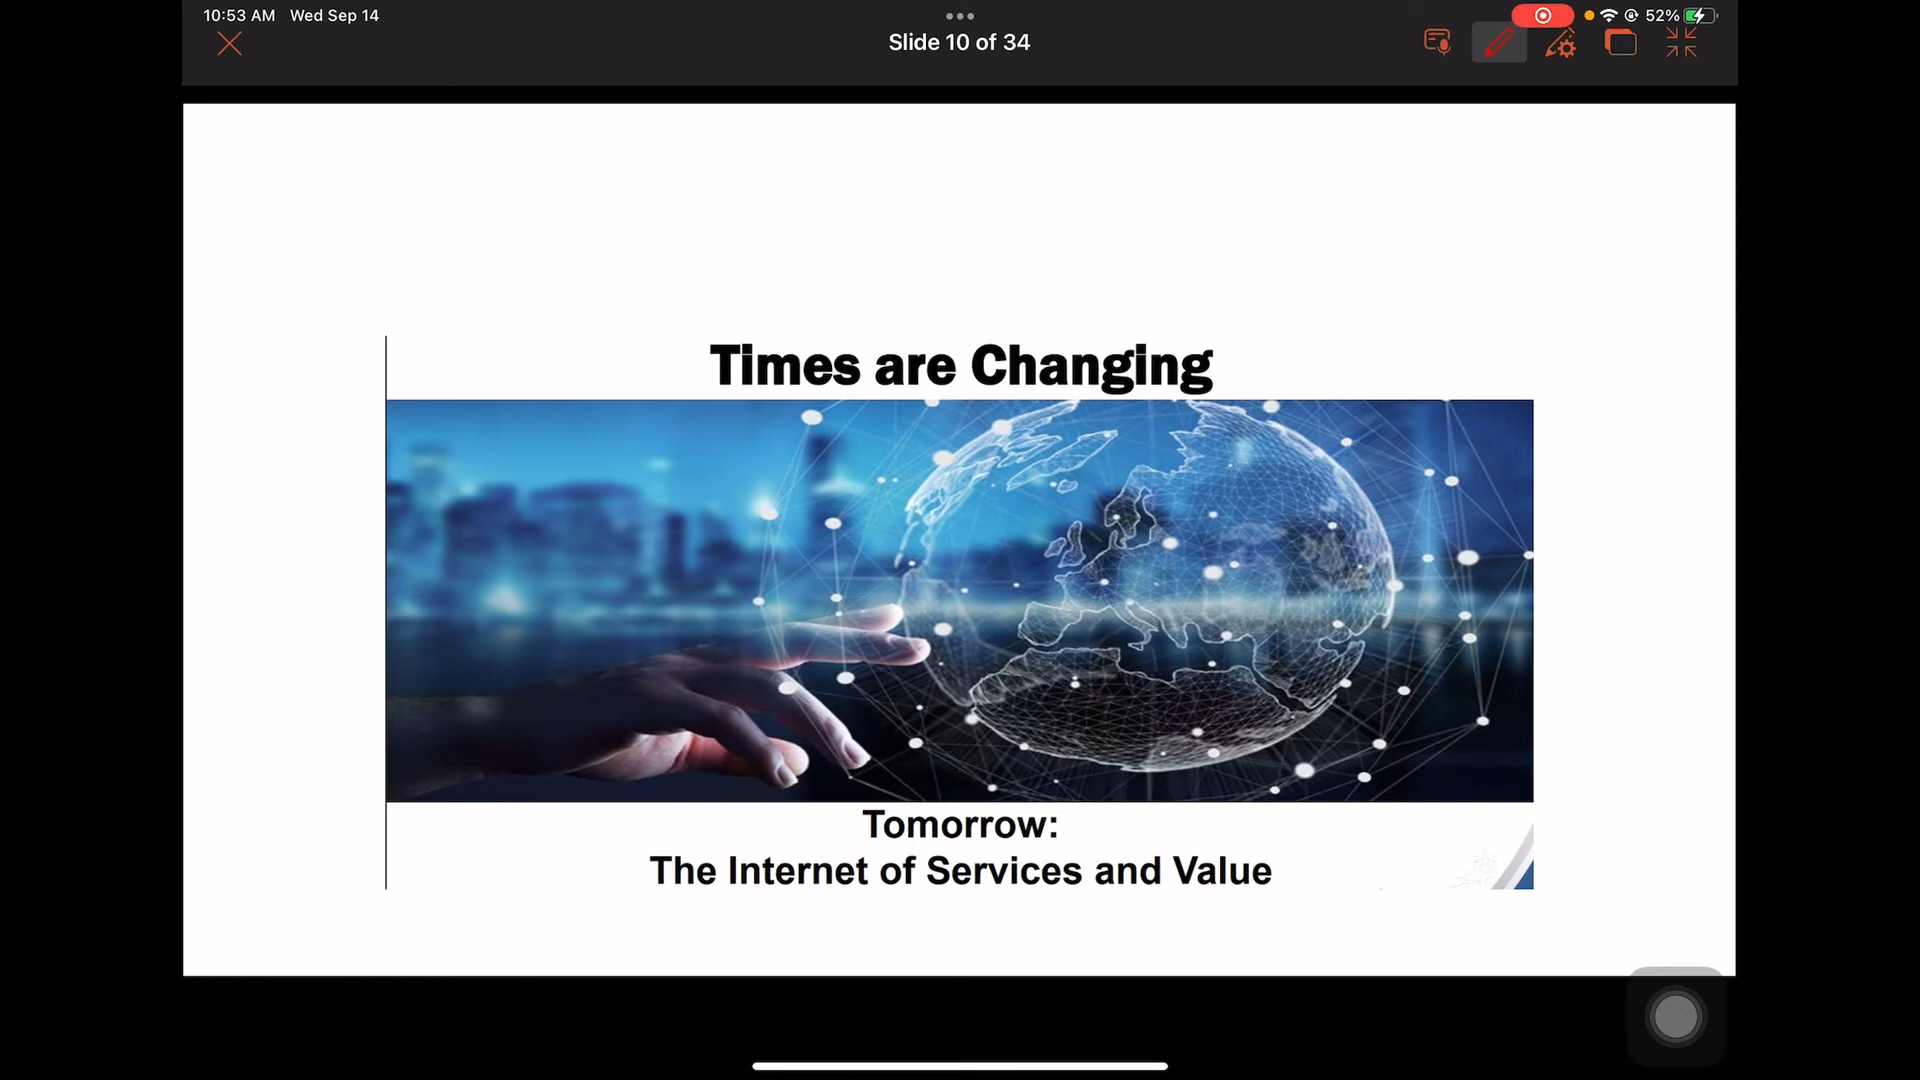 10:53 AM Wed Sep 14
52%
Slide 10 of 34
Times are Changing
Tomorrow:
The Internet of Services and Value